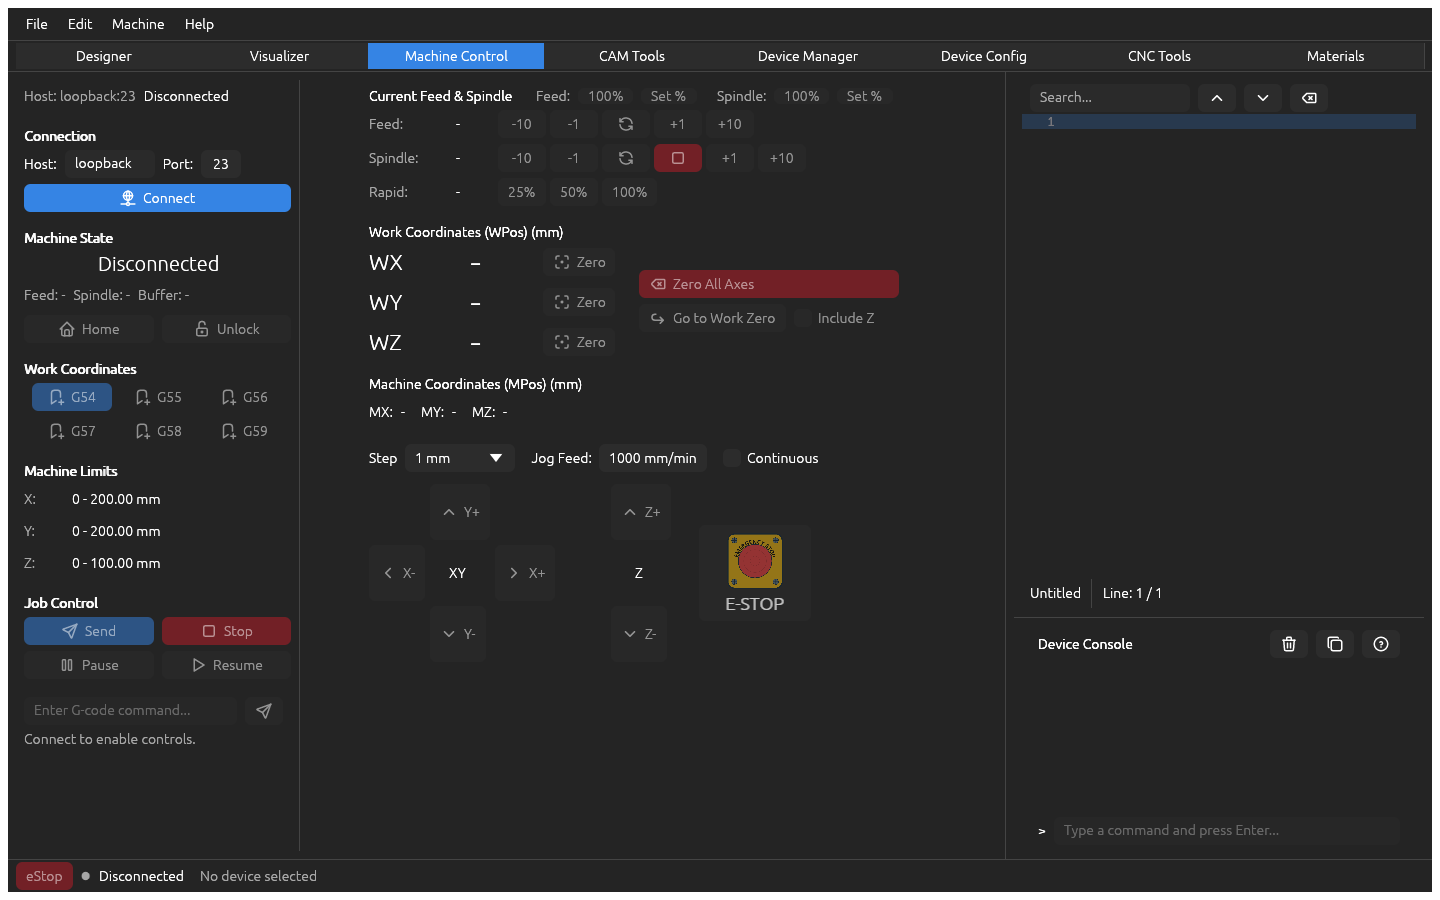 File Edit Machine Help
Designer Visualizer Machine Control CAM Tools Device Manager Device Config CNC Tools Materials
Host: loopback:23 Disconnected
Connection
Host: loopback Port: 23
Connect
Machine State
Disconnected
Feed: - Spindle: - Buffer: -
Home Unlock
Work Coordinates
G54 G55 G56
G57 G58 G59
Machine Limits
X: 0 - 200.00 mm
Y: 0 - 200.00 mm
Z: 0 - 100.00 mm
Job Control
Send Stop
Pause Resume
Enter G-code command...
Connect to enable controls.
Current Feed & Spindle Feed: 100% Set % Spindle: 100% Set %
Feed: - -10 -1 +1 +10
Spindle: - -10 -1 +1 +10
Rapid: - 25% 50% 100%
Work Coordinates (WPos) (mm)
WX - Zero
WY - Zero
WZ - Zero
Zero All Axes
Go to Work Zero Include Z
Machine Coordinates (MPos) (mm)
MX: - MY: - MZ: -
Step 1 mm Jog Feed: 1000 mm/min Continuous
Y+ Z+
X- XY X+ Z
Y- Z-
EMERGENCY STOP
E-STOP
Search...
1
Untitled Line: 1 / 1
Device Console
> Type a command and press Enter...
eStop Disconnected No device selected